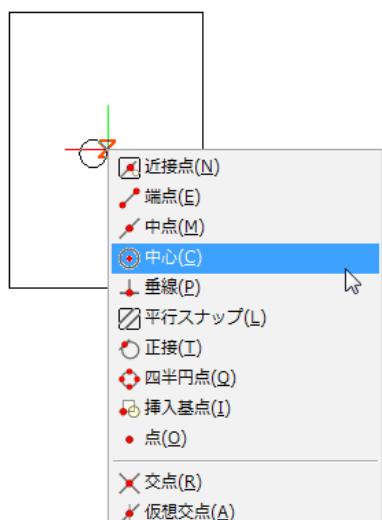 近接点(N)
端点(E)
中点(M)
中心(C)
垂線(P)
平行スナップ(L)
正接(T)
四半円点(Q)
挿入基点(I)
点(O)
交点(R)
仮想交点(A)